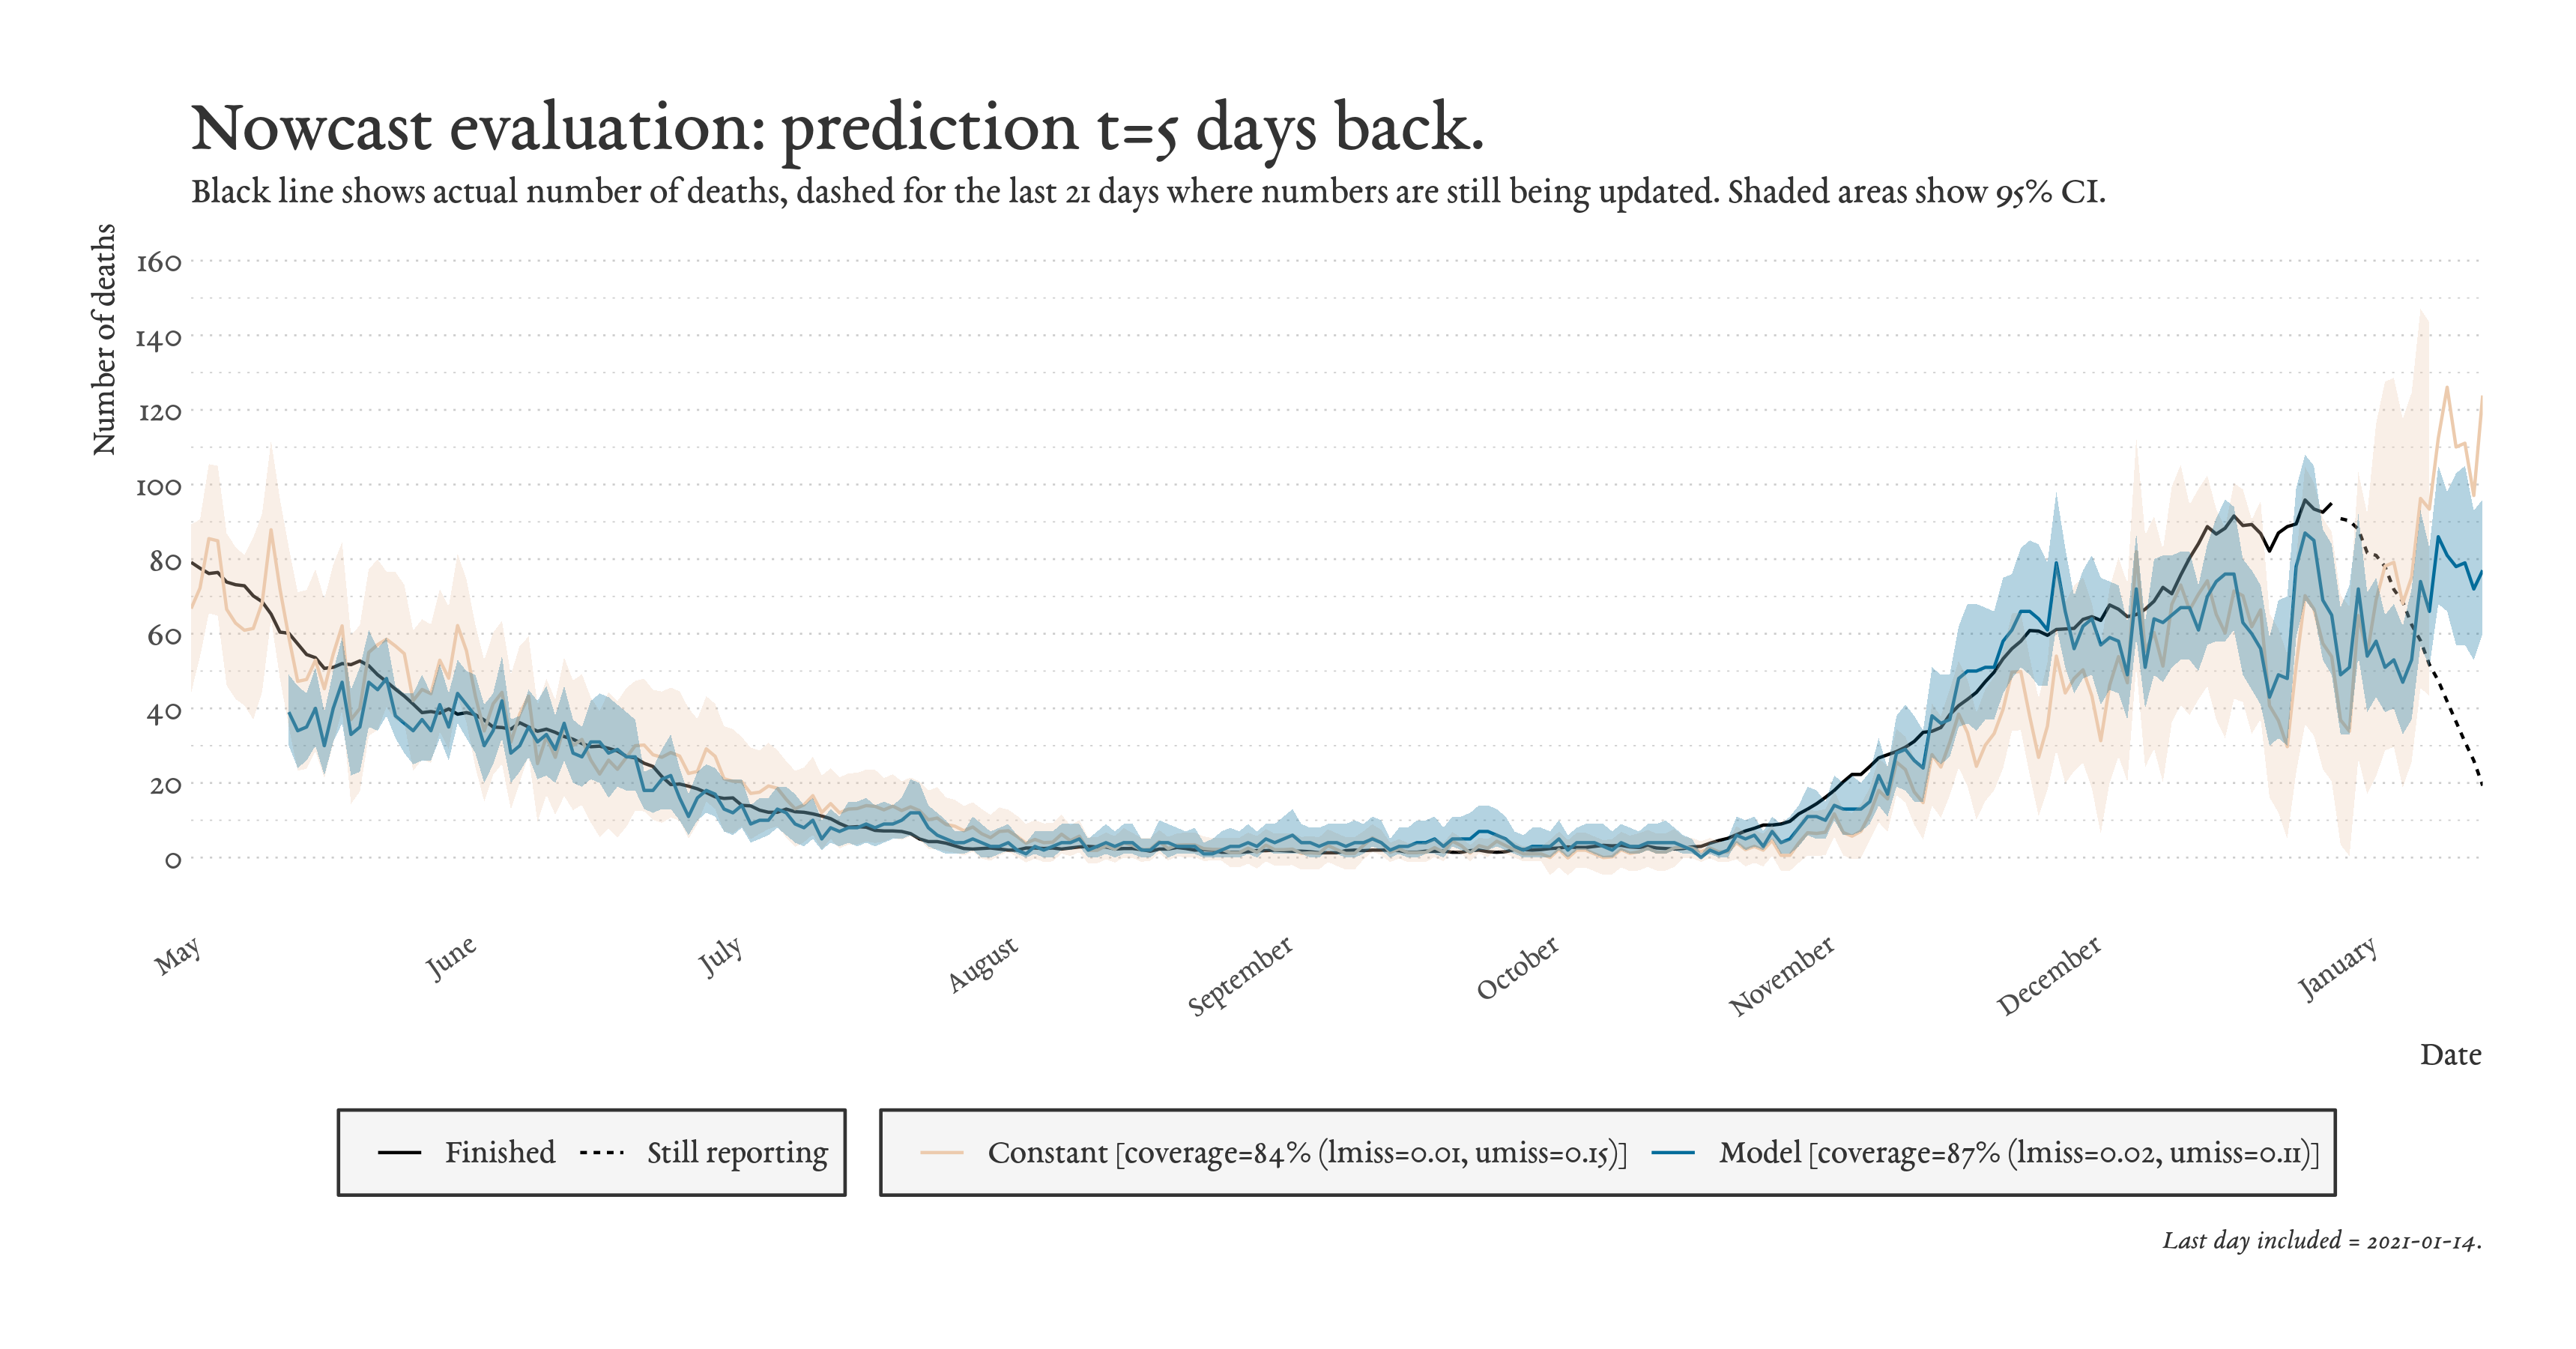 Nowcast evaluation: prediction t=5 days back.
Black line shows actual number of deaths, dashed for the last 21 days where numbers are still being updated. Shaded areas show 95% CI.
Number of deaths
160
140
120
100
80
60
40
20
0
May
June
July
August
September
October
November
December
January
Date
Finished
Still reporting
Constant [coverage=84% (lmiss=0.01, umiss=0.15)]
Model [coverage=87% (lmiss=0.02, umiss=0.11)]
Last day included = 2021-01-14.